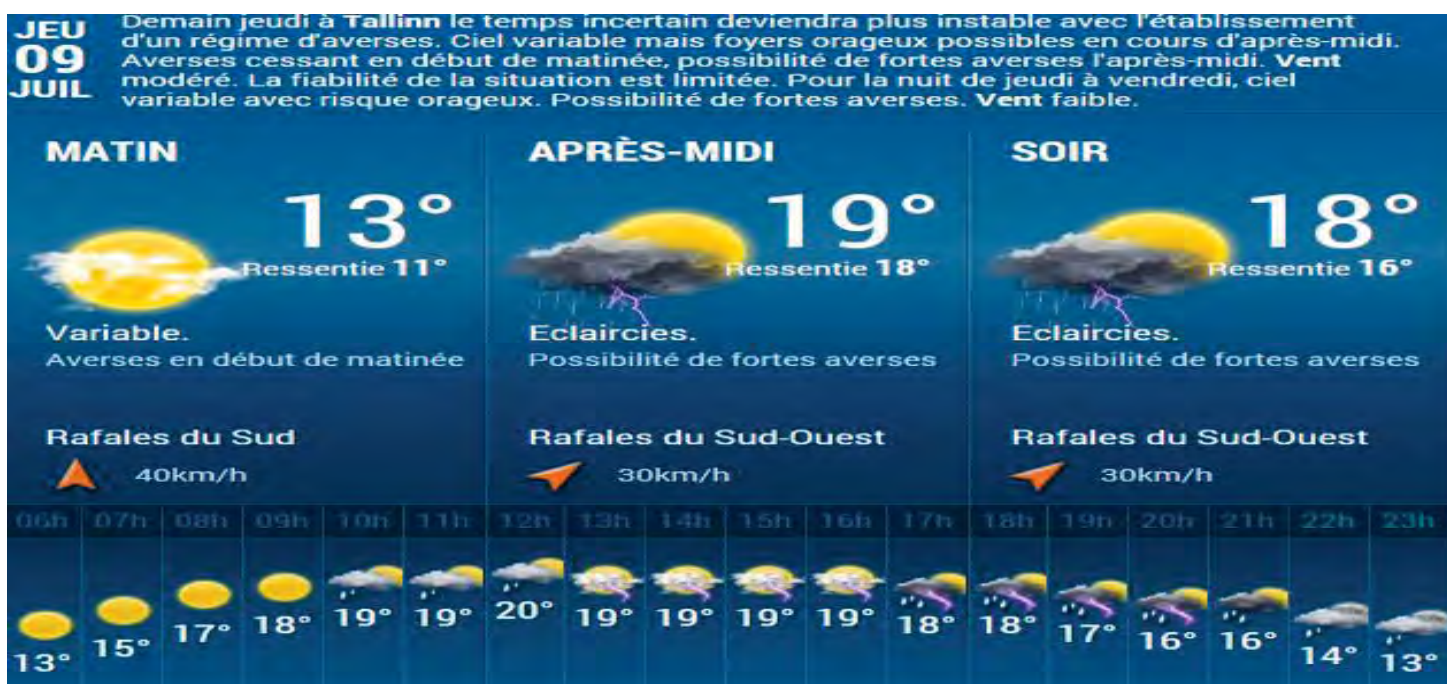 JEU
09
JUIL
Demain jeudi à Tallinn le temps incertain deviendra plus instable avec l'établissement
d'un régime d'averses. Ciel variable mais foyers orageux possibles en cours d'après-midi.
Averses cessant en début de matinée, possibilité de fortes averses l'après-midi. Vent
modéré. La fiabilité de la situation est limitée. Pour la nuit de jeudi à vendredi, ciel
variable avec risque orageux. Possibilité de fortes averses. Vent faible.
MATIN
13°
Ressentie 11°
Variable.
Averses en début de matinée
Rafales du Sud
40km/h
APRÈS-MIDI
19°
Ressentie 18°
Eclaircies.
Possibilité de fortes averses
Rafales du Sud-Ouest
30km/h
SOIR
18°
Ressentie 16°
Eclaircies.
Possibilité de fortes averses
Rafales du Sud-Ouest
30km/h
06h 07h 08h 09h 10h 11h 12h 13h 14h 15h 16h 17h 18h 19h 20h 21h 22h 23h
13° 15° 17° 18° 19° 19° 20° 19° 19° 19° 19° 18° 18° 17° 16° 16° 14° 13°